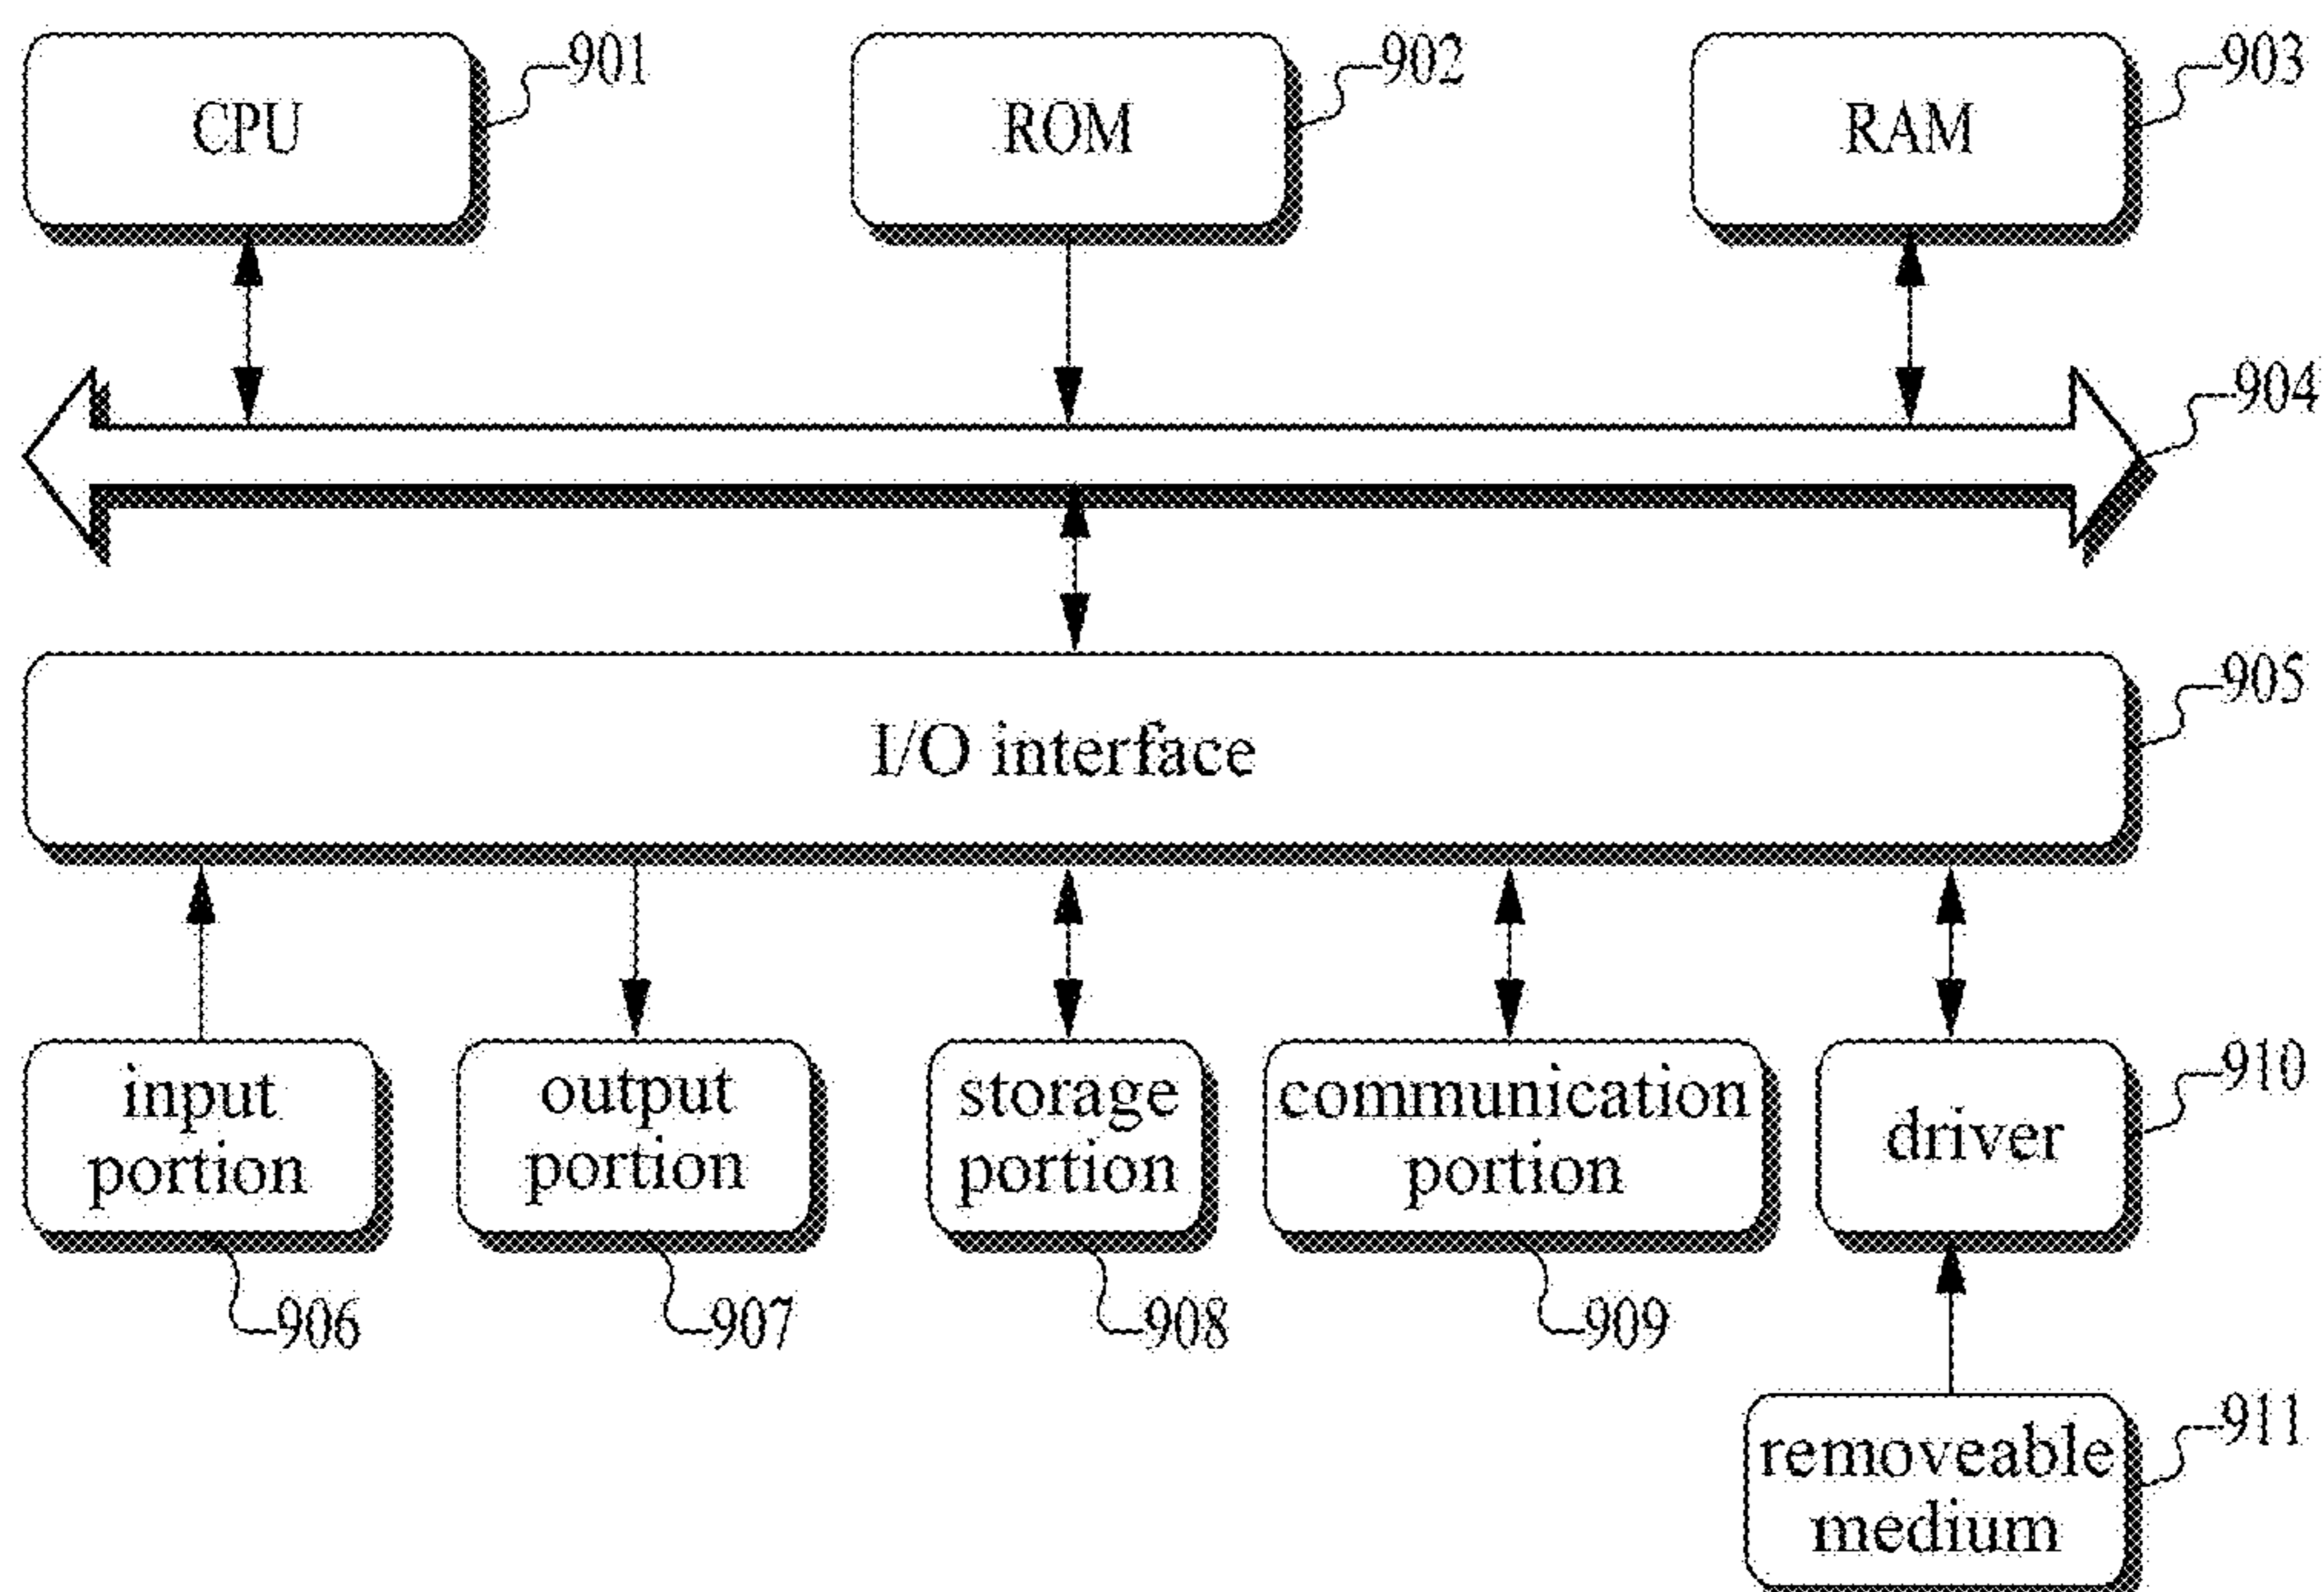 CPU
901
ROM
902
RAM
903
904
I/O interface
905
input
portion
906
output
portion
907
storage
portion
908
communication
portion
909
driver
910
removeable
medium
911